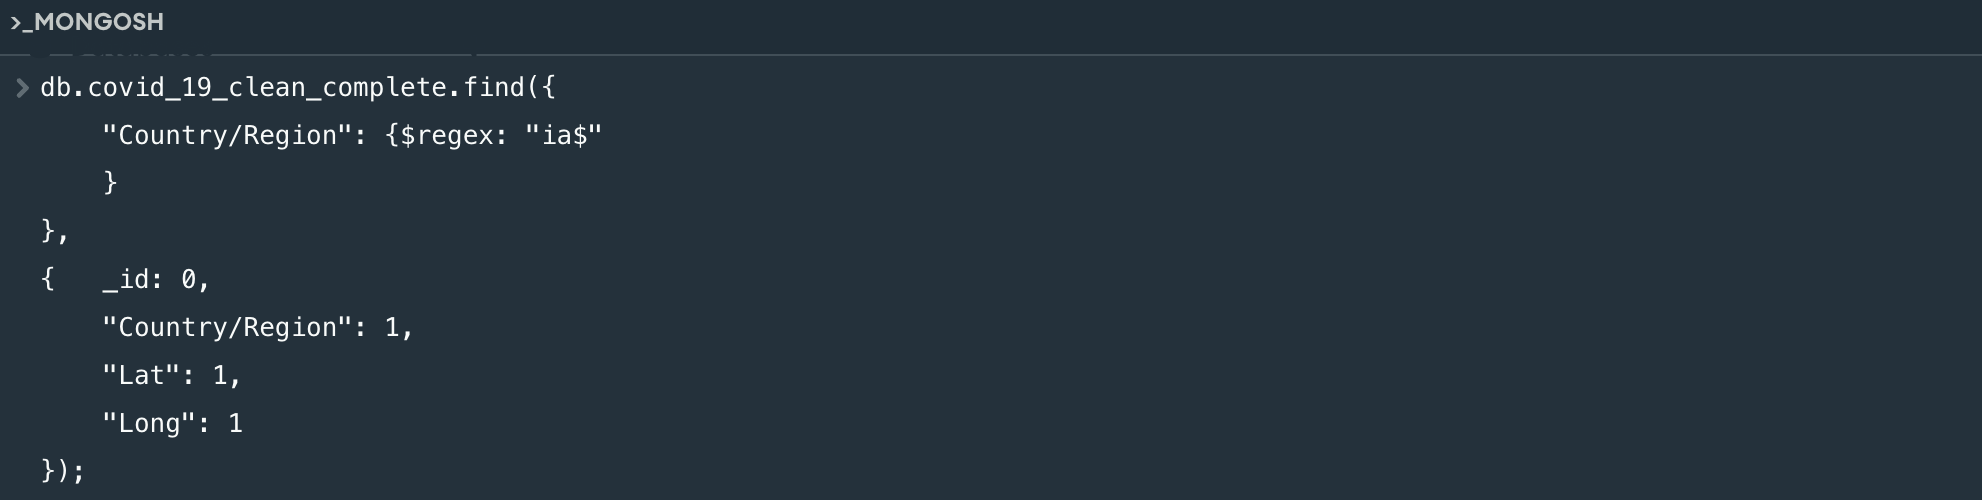 >_MONGOSH
> db.covid_19_clean_complete.find({
"Country/Region": {$regex: "ia$"
}
},
{ _id: 0,
"Country/Region": 1,
"Lat": 1,
"Long": 1
});